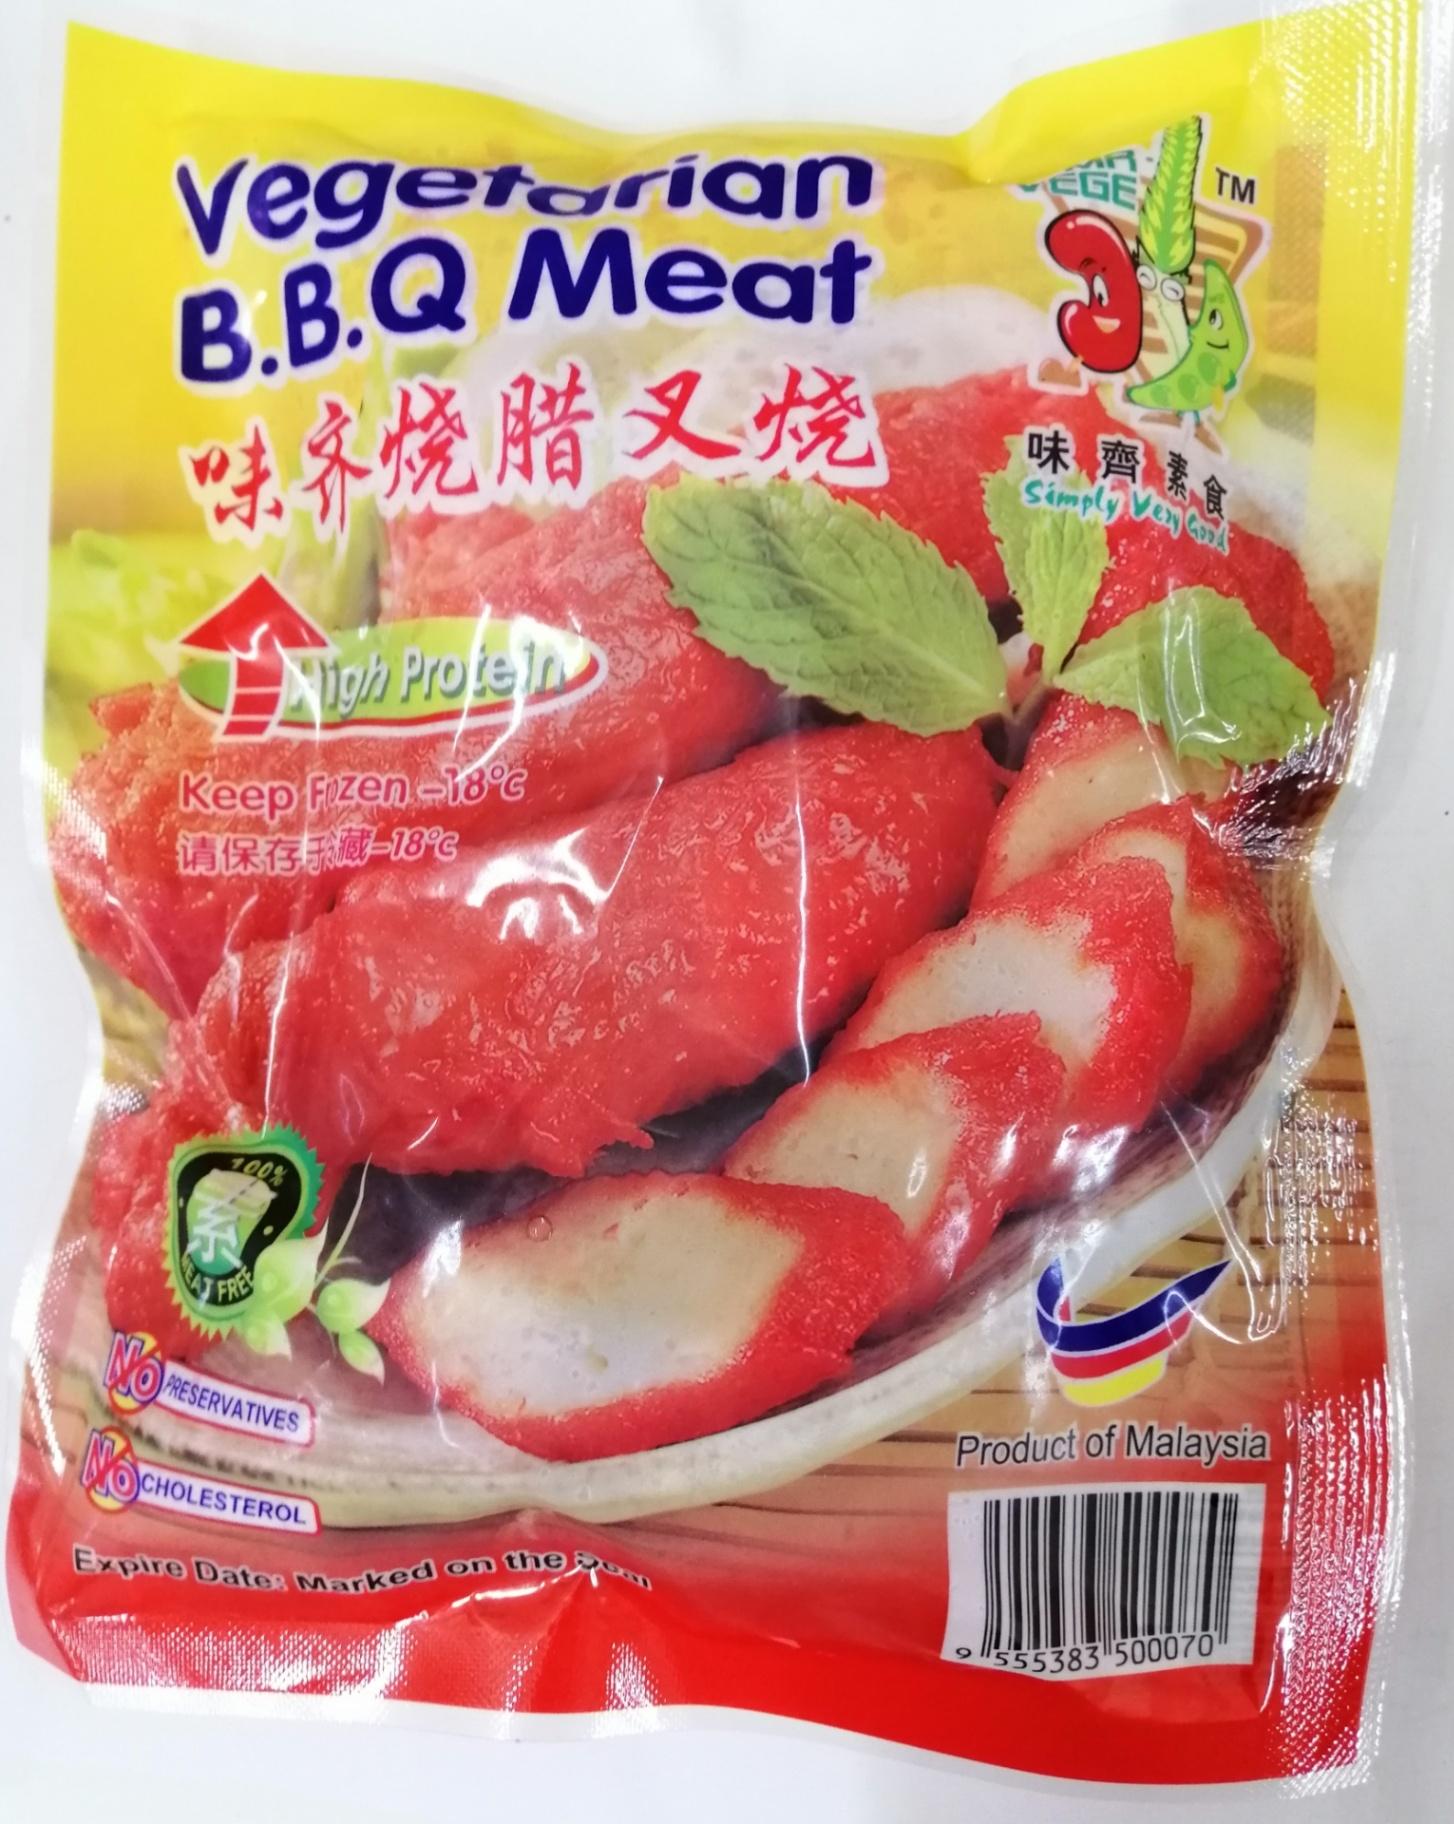 Vegetarian
B.B.Q Meat
味齐烧腊叉烧
MR.
VEGE
TM
味齊素食
Simply Very Good
High Protein
Keep Frozen -18°c
请保存 藏-18°c
100%
素
MEAT FREE
NO PRESERVATIVES
NO CHOLESTEROL
Expire Date: Marked on the Seal
Product of Malaysia
9 555383 500070